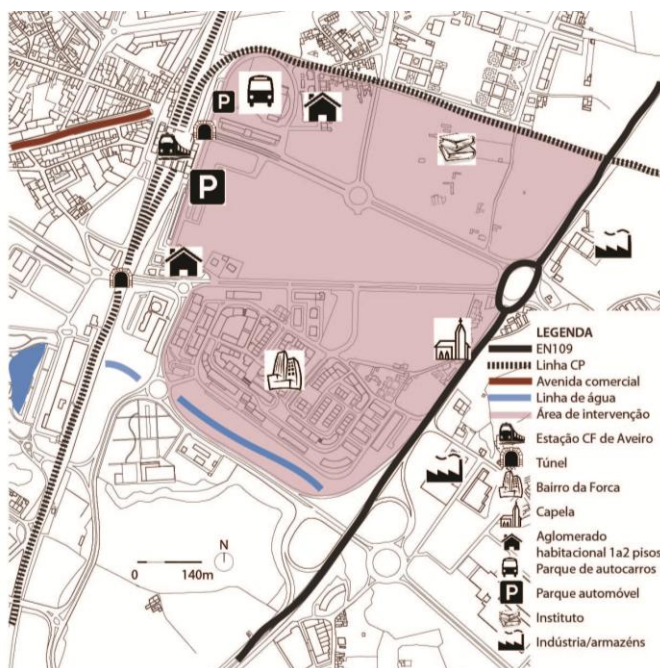 P
P
LEGENDA
EN109
Linha CP
Avenida comercial
Linha de água
Área de intervenção
Estação CF de Aveiro
Túnel
Bairro da Forca
Capela
Aglomerado
habitacional 1a2 pisos
Parque de autocarros
P
Parque automóvel
Instituto
Indústria/armazéns
N
0 140m